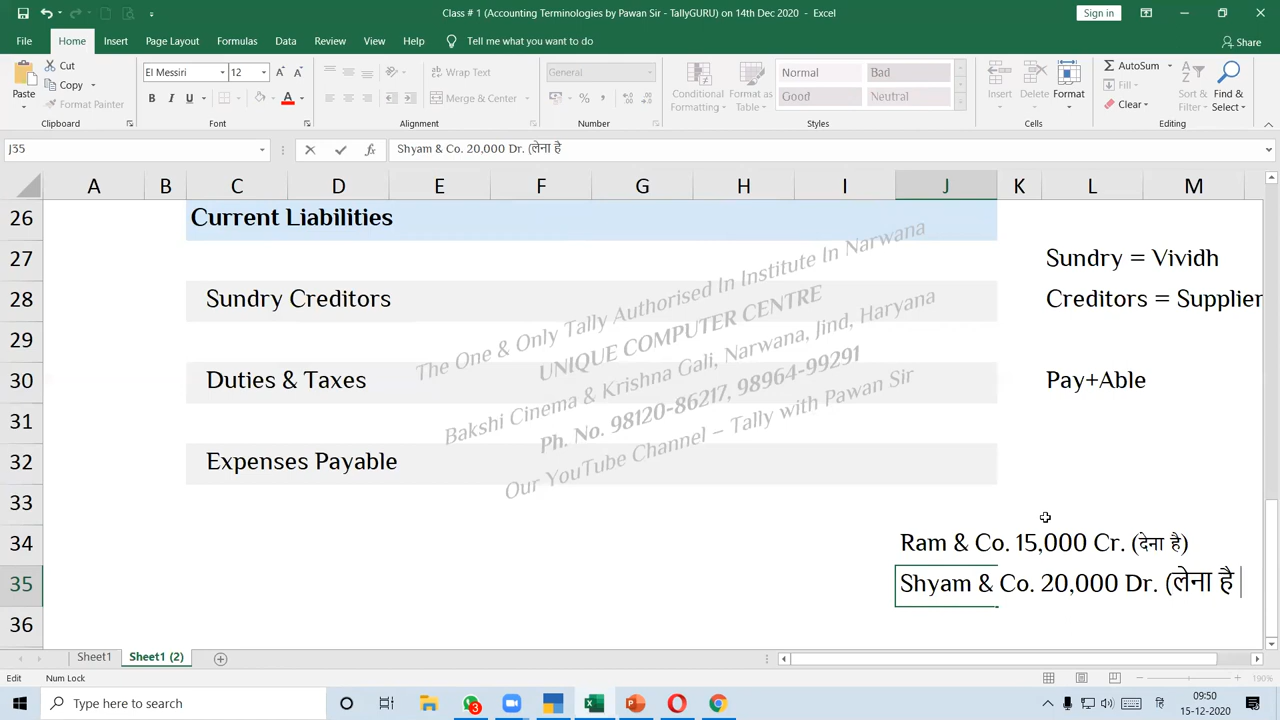 Class # 1 (Accounting Terminologies by Pawan Sir - TallyGURU) on 14th Dec 2020 - Excel
Sign in
File Home Insert Page Layout Formulas Data Review View Help Tell me what you want to do
Share
Paste
Cut
Copy
Format Painter
Clipboard
El Messiri 12
B I U
Font
Wrap Text
Merge & Center
Alignment
General
Number
Conditional Formatting
Format as Table
Normal Bad
Good Neutral
Styles
Insert Delete Format
Cells
AutoSum
Fill
Clear
Sort & Filter
Find & Select
Editing
J35
Shyam & Co. 20,000 Dr. (लेना है
A B C D E F G H I J K L M
26 Current Liabilities
27 Sundry = Vividh
28 Sundry Creditors Creditors = Supplier
29
30 Duties & Taxes Pay+Able
31
32 Expenses Payable
33
34 Ram & Co. 15,000 Cr. (देना है)
35 Shyam & Co. 20,000 Dr. (लेना है
36
The One & Only Tally Authorised In Institute In Narwana
UNIQUE COMPUTER CENTRE
Bakshi Cinema & Krishna Gali, Narwana, Jind, Haryana
Ph. No. 98120-86217, 98964-99291
Our YouTube Channel – Tally with Pawan Sir
Sheet1 Sheet1 (2)
Edit Num Lock 190%
Type here to search
3
09:50
15-12-2020